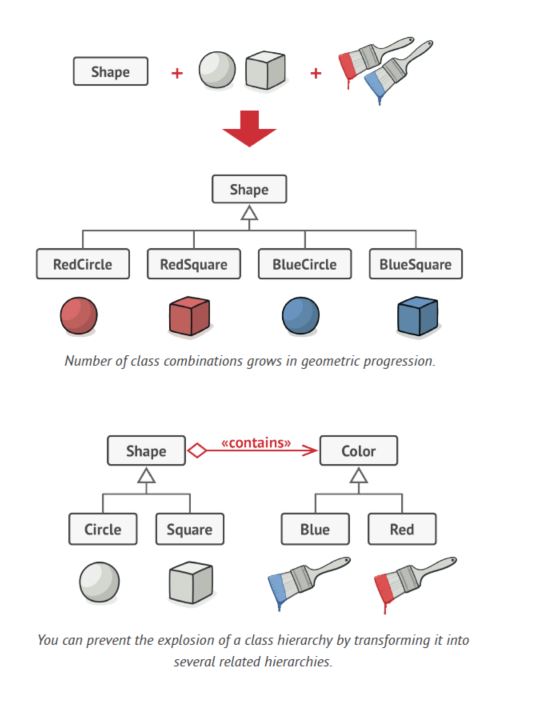 Shape + +
Shape
RedCircle RedSquare BlueCircle BlueSquare
Number of class combinations grows in geometric progression.
Shape «contains» Color
Circle Square Blue Red
You can prevent the explosion of a class hierarchy by transforming it into
several related hierarchies.